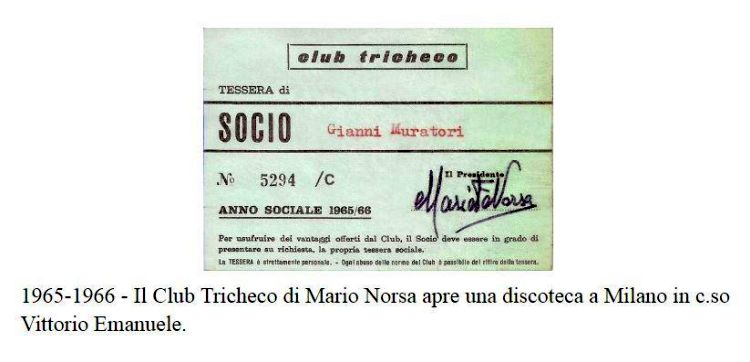 club tricheco
TESSERA di
SOCIO Gianni Muratori
№ 5294 /C
Il Presidente
Mario Norsa
ANNO SOCIALE 1965/66
Per usufruire dei vantaggi offerti dal Club, il Socio deve essere in grado di
presentare su richiesta, la propria tessera sociale.
La TESSERA è strettamente personale. - Ogni abuso delle norme del Club è passibile del ritiro della tessera.
1965-1966 - Il Club Tricheco di Mario Norsa apre una discoteca a Milano in c.so
Vittorio Emanuele.